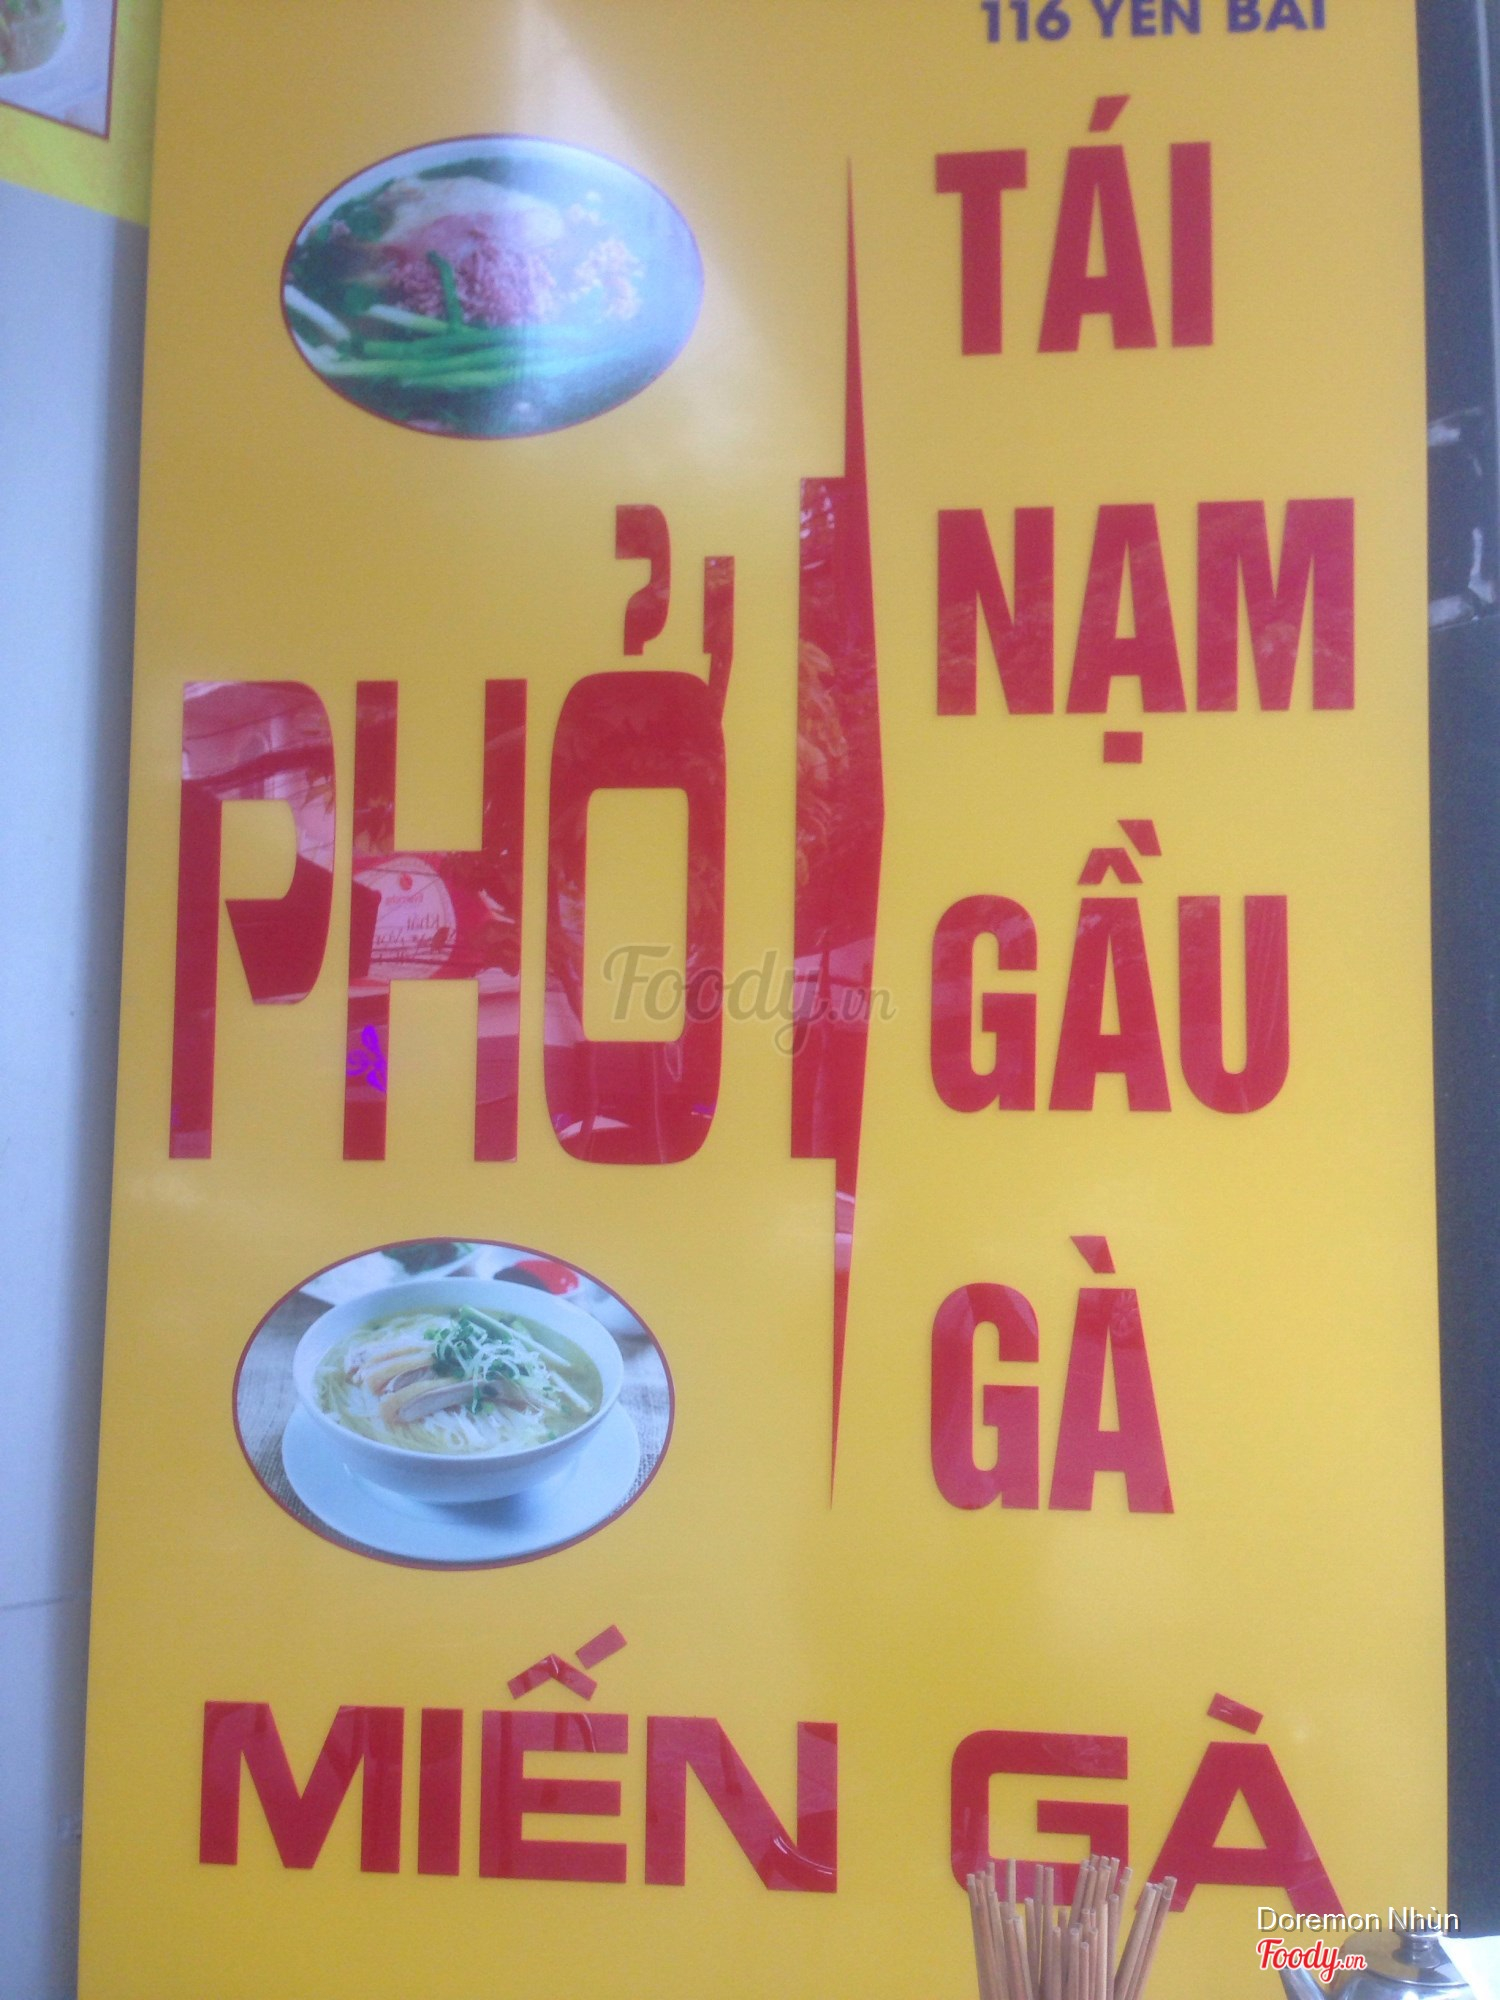 116 YÊN BÁI
PHỞ
TÁI
NẠM
GẦU
GÀ
MIẾN GÀ
Foody.vn
Doremon Nhùn
Foody.vn